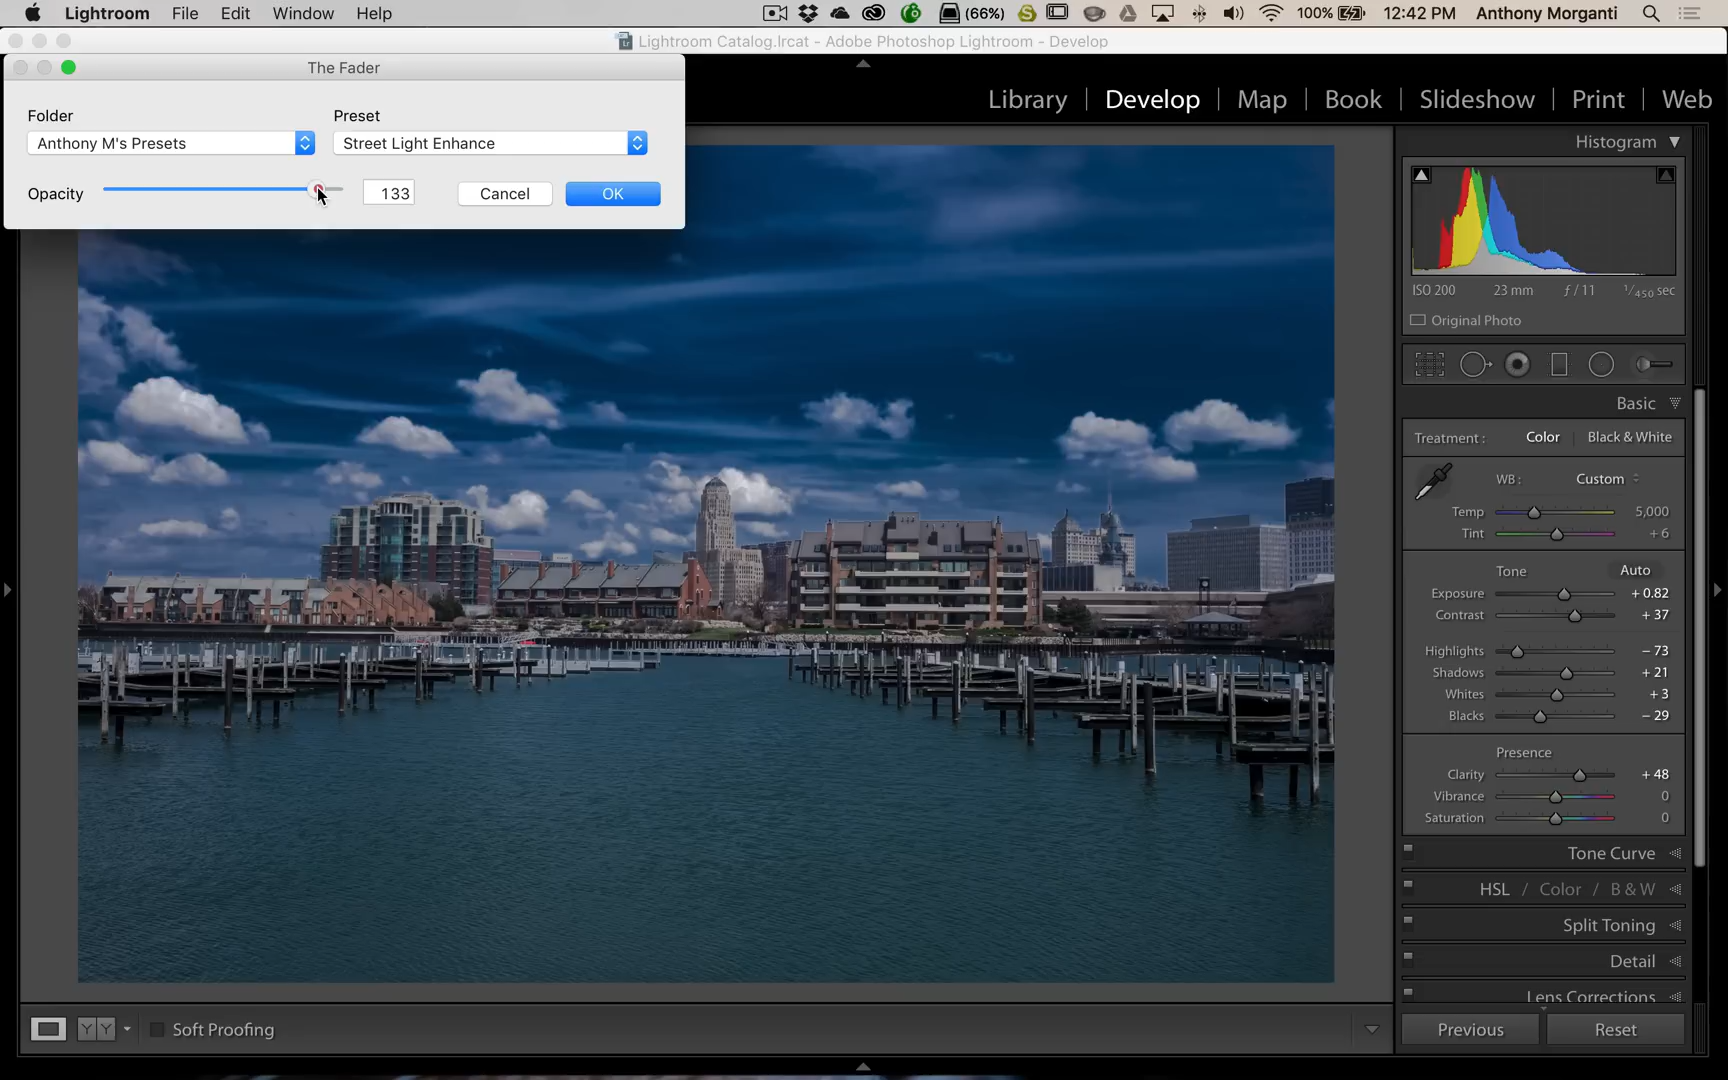 Lightroom File Edit Window Help (66%) 100% 12:42 PM Anthony Morganti
Lightroom Catalog.lrcat - Adobe Photoshop Lightroom - Develop
The Fader
Folder Preset
Anthony M's Presets Street Light Enhance
Opacity 133 Cancel OK
Library | Develop | Map | Book | Slideshow | Print | Web
Histogram
ISO 200 23 mm ƒ / 11 1/450 sec
Original Photo
Basic
Treatment : Color Black & White
WB : Custom
Temp 5,000
Tint + 6
Tone Auto
Exposure + 0.82
Contrast + 37
Highlights − 73
Shadows + 21
Whites + 3
Blacks − 29
Presence
Clarity + 48
Vibrance 0
Saturation 0
Tone Curve
HSL / Color / B & W
Split Toning
Detail
Lens Corrections
Y Y Soft Proofing
Previous Reset